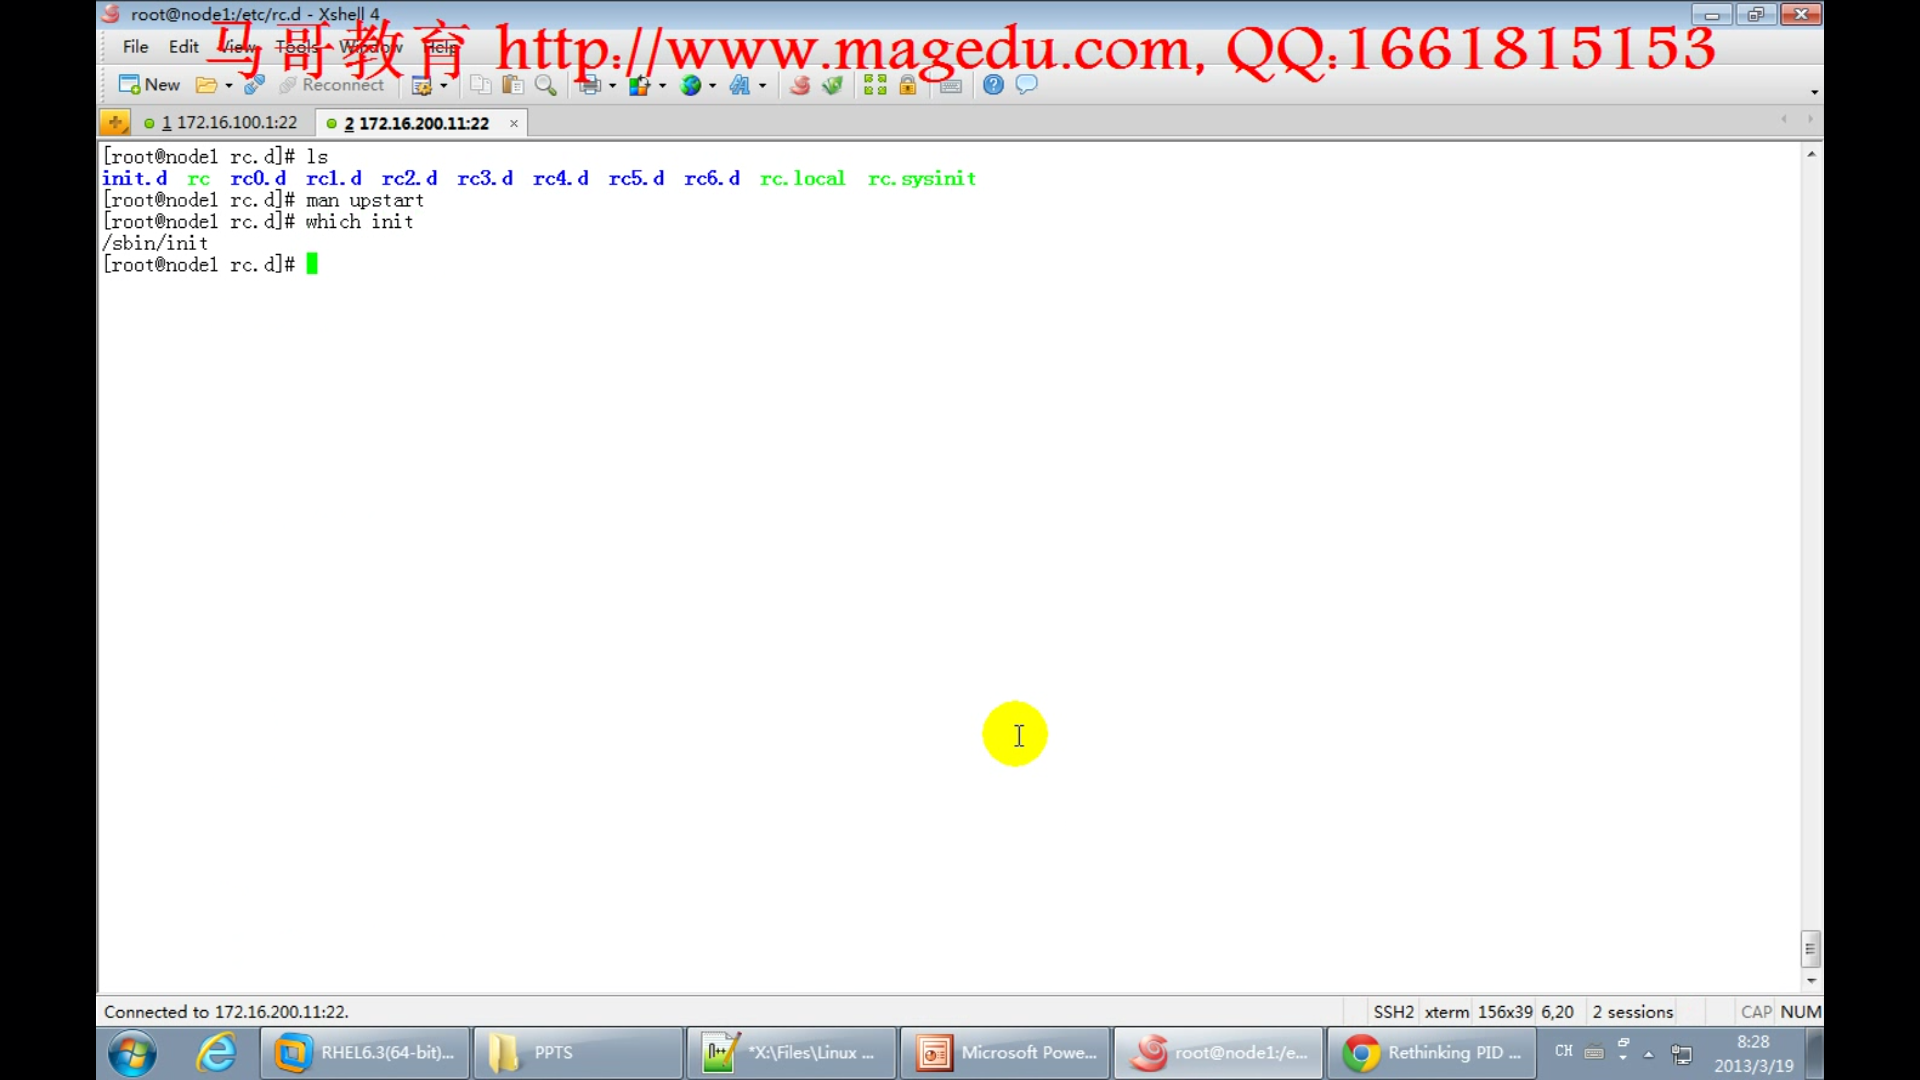 root@node1:/etc/rc.d - Xshell 4
马哥教育 http://www.magedu.com, QQ:1661815153
File Edit View Tools Window Help
New Reconnect
1 172.16.100.1:22 2 172.16.200.11:22
[root@node1 rc.d]# ls
init.d rc rc0.d rc1.d rc2.d rc3.d rc4.d rc5.d rc6.d rc.local rc.sysinit
[root@node1 rc.d]# man upstart
[root@node1 rc.d]# which init
/sbin/init
[root@node1 rc.d]#
Connected to 172.16.200.11:22. SSH2 xterm 156x39 6,20 2 sessions CAP NUM
RHEL6.3(64-bit)... PPTS *X:\Files\Linux ... Microsoft Powe... root@node1:/e... Rethinking PID ... CH 8:28
2013/3/19